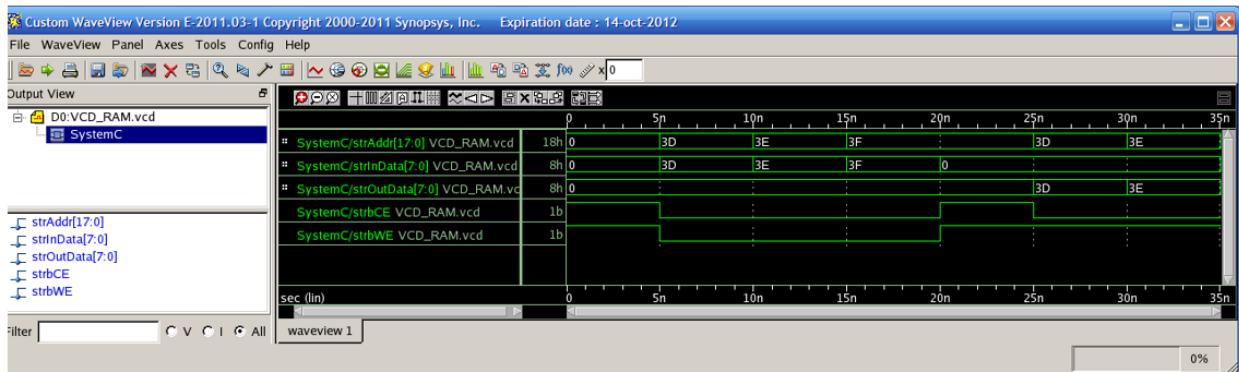 Custom WaveView Version E-2011.03-1 Copyright 2000-2011 Synopsys, Inc. Expiration date : 14-oct-2012
File WaveView Panel Axes Tools Config Help
f(x) x 0
Output View
D0:VCD_RAM.vcd
SystemC
0 5n 10n 15n 20n 25n 30n 35n
SystemC/strAddr[17:0] VCD_RAM.vcd 18h 0 3D 3E 3F 3D 3E
SystemC/strInData[7:0] VCD_RAM.vcd 8h 0 3D 3E 3F 0
SystemC/strOutData[7:0] VCD_RAM.vc 8h 0 3D 3E
SystemC/strbCE VCD_RAM.vcd 1b
SystemC/strbWE VCD_RAM.vcd 1b
strAddr[17:0]
strInData[7:0]
strOutData[7:0]
strbCE
strbWE
sec (lin) 0 5n 10n 15n 20n 25n 30n 35n
Filter V I All
waveview 1
0%